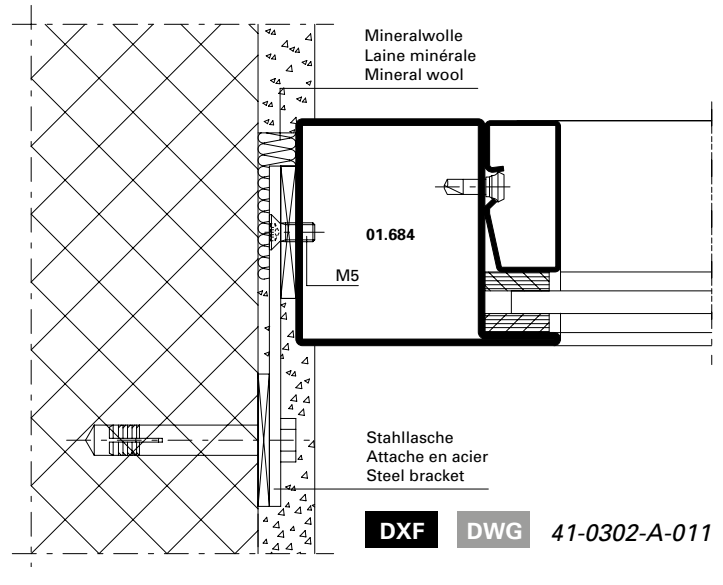 Mineralwolle
Laine minérale
Mineral wool
01.684
M5
Stahllasche
Attache en acier
Steel bracket
DXF DWG 41-0302-A-011